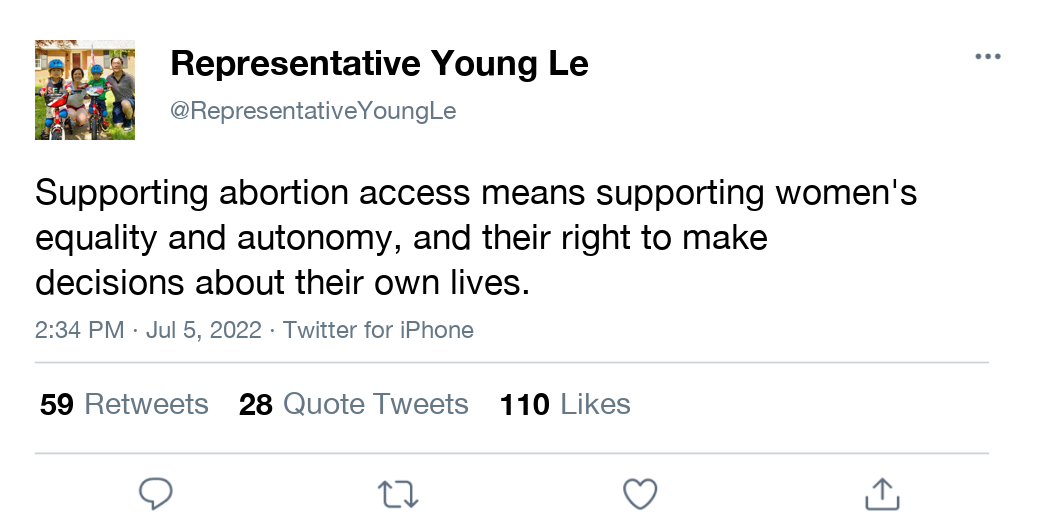 Representative Young Le
@RepresentativeYoungLe
Supporting abortion access means supporting women's
equality and autonomy, and their right to make
decisions about their own lives.
2:34 PM · Jul 5, 2022 · Twitter for iPhone
59 Retweets 28 Quote Tweets 110 Likes